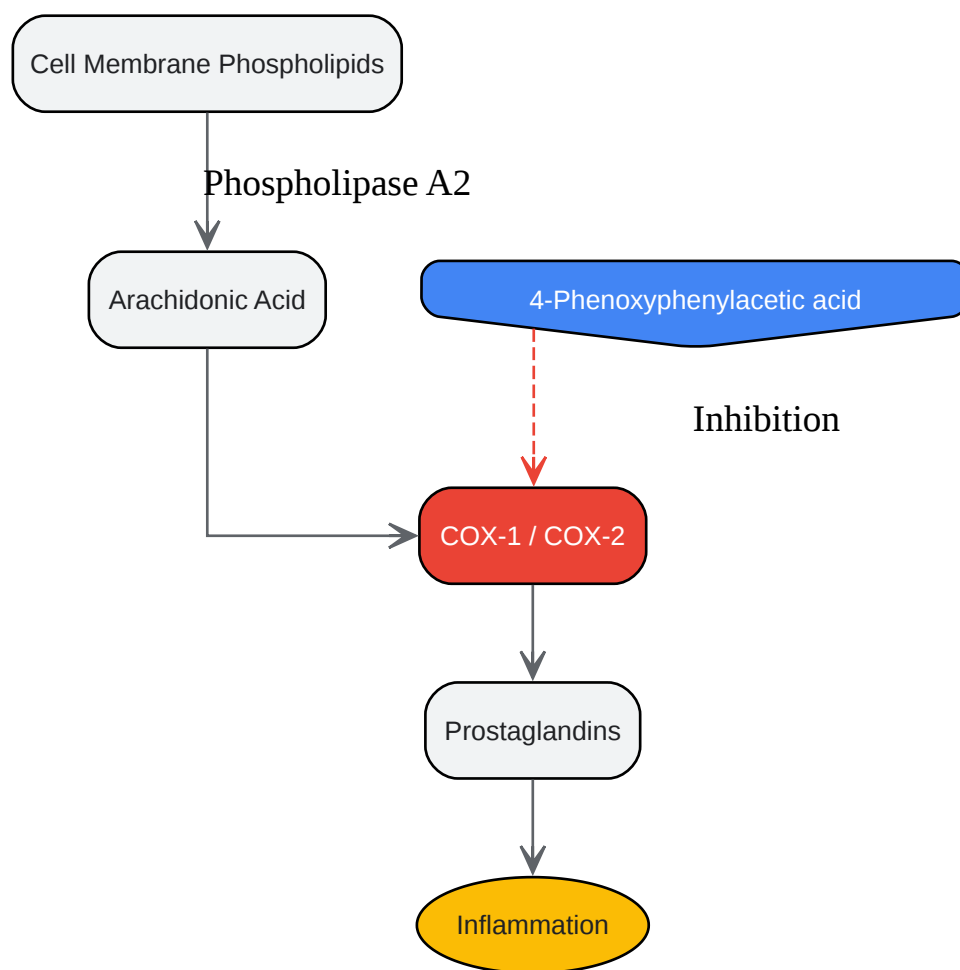 Cell Membrane Phospholipids
Phospholipase A2
Arachidonic Acid
4-Phenoxyphenylacetic acid
Inhibition
COX-1 / COX-2
Prostaglandins
Inflammation